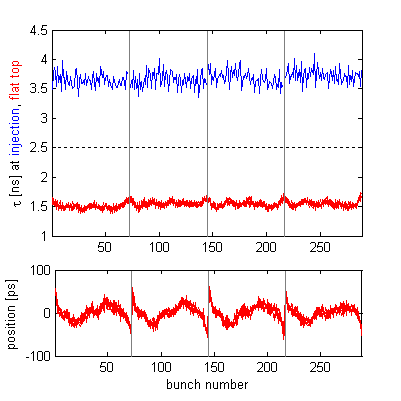 4.5
4
3.5
3
2.5
2
1.5
1
τ [ns] at injection, flat top
50 100 150 200 250
100
0
-100
position [ps]
50 100 150 200 250
bunch number